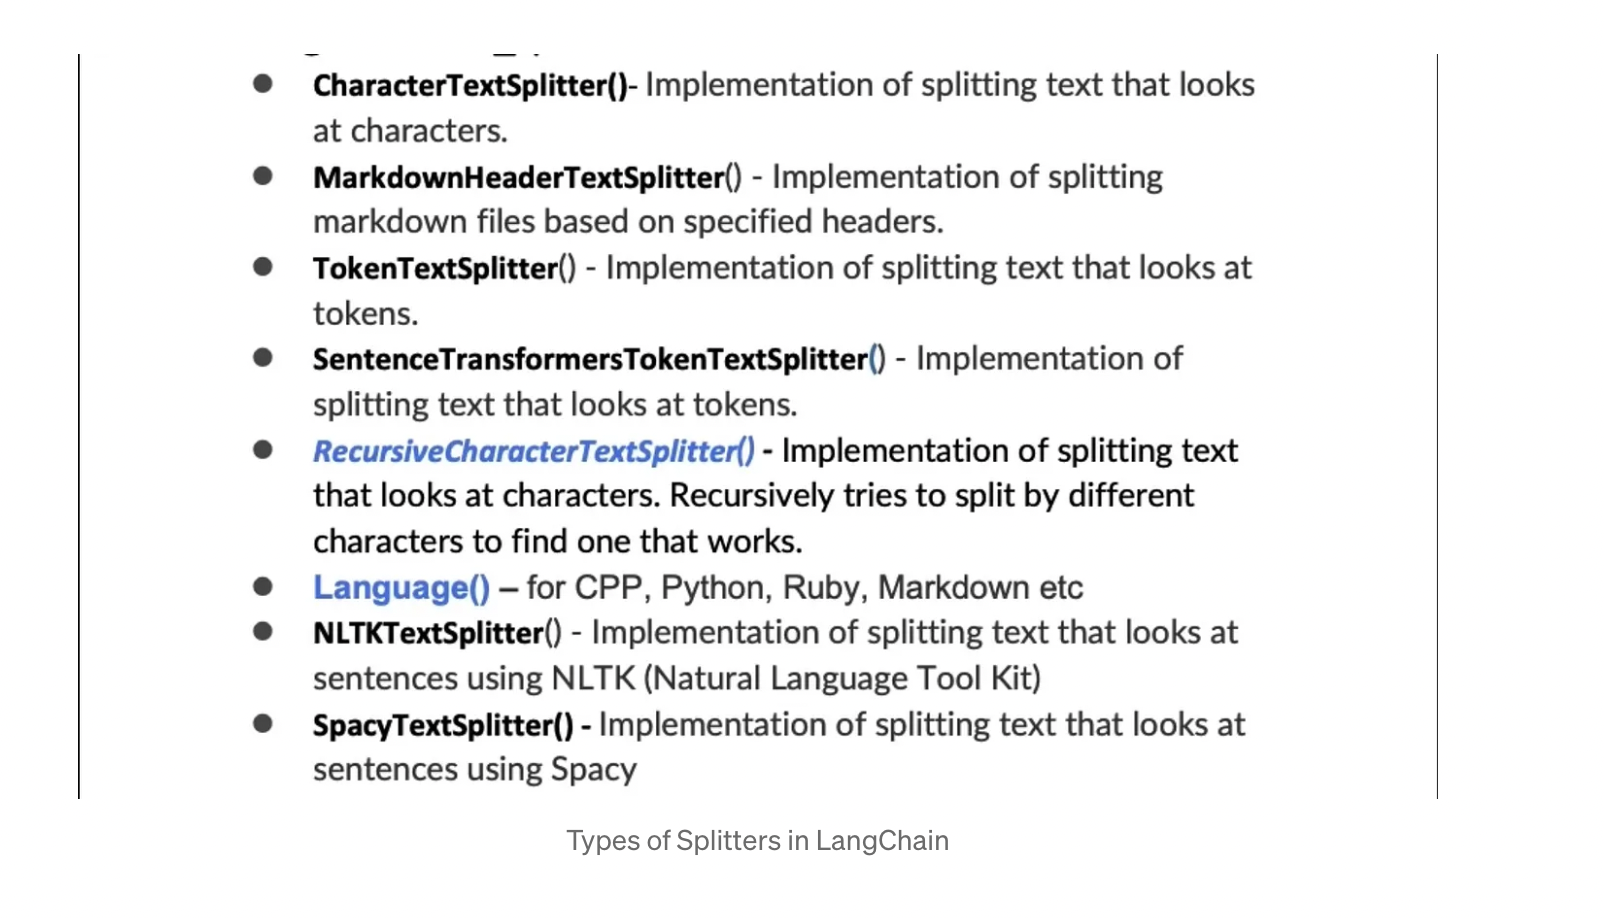 ● CharacterTextSplitter()- Implementation of splitting text that looks
at characters.
● MarkdownHeaderTextSplitter() - Implementation of splitting
markdown files based on specified headers.
● TokenTextSplitter() - Implementation of splitting text that looks at
tokens.
● SentenceTransformersTokenTextSplitter() - Implementation of
splitting text that looks at tokens.
● RecursiveCharacterTextSplitter() - Implementation of splitting text
that looks at characters. Recursively tries to split by different
characters to find one that works.
● Language() – for CPP, Python, Ruby, Markdown etc
● NLTKTextSplitter() - Implementation of splitting text that looks at
sentences using NLTK (Natural Language Tool Kit)
● SpacyTextSplitter() - Implementation of splitting text that looks at
sentences using Spacy
Types of Splitters in LangChain